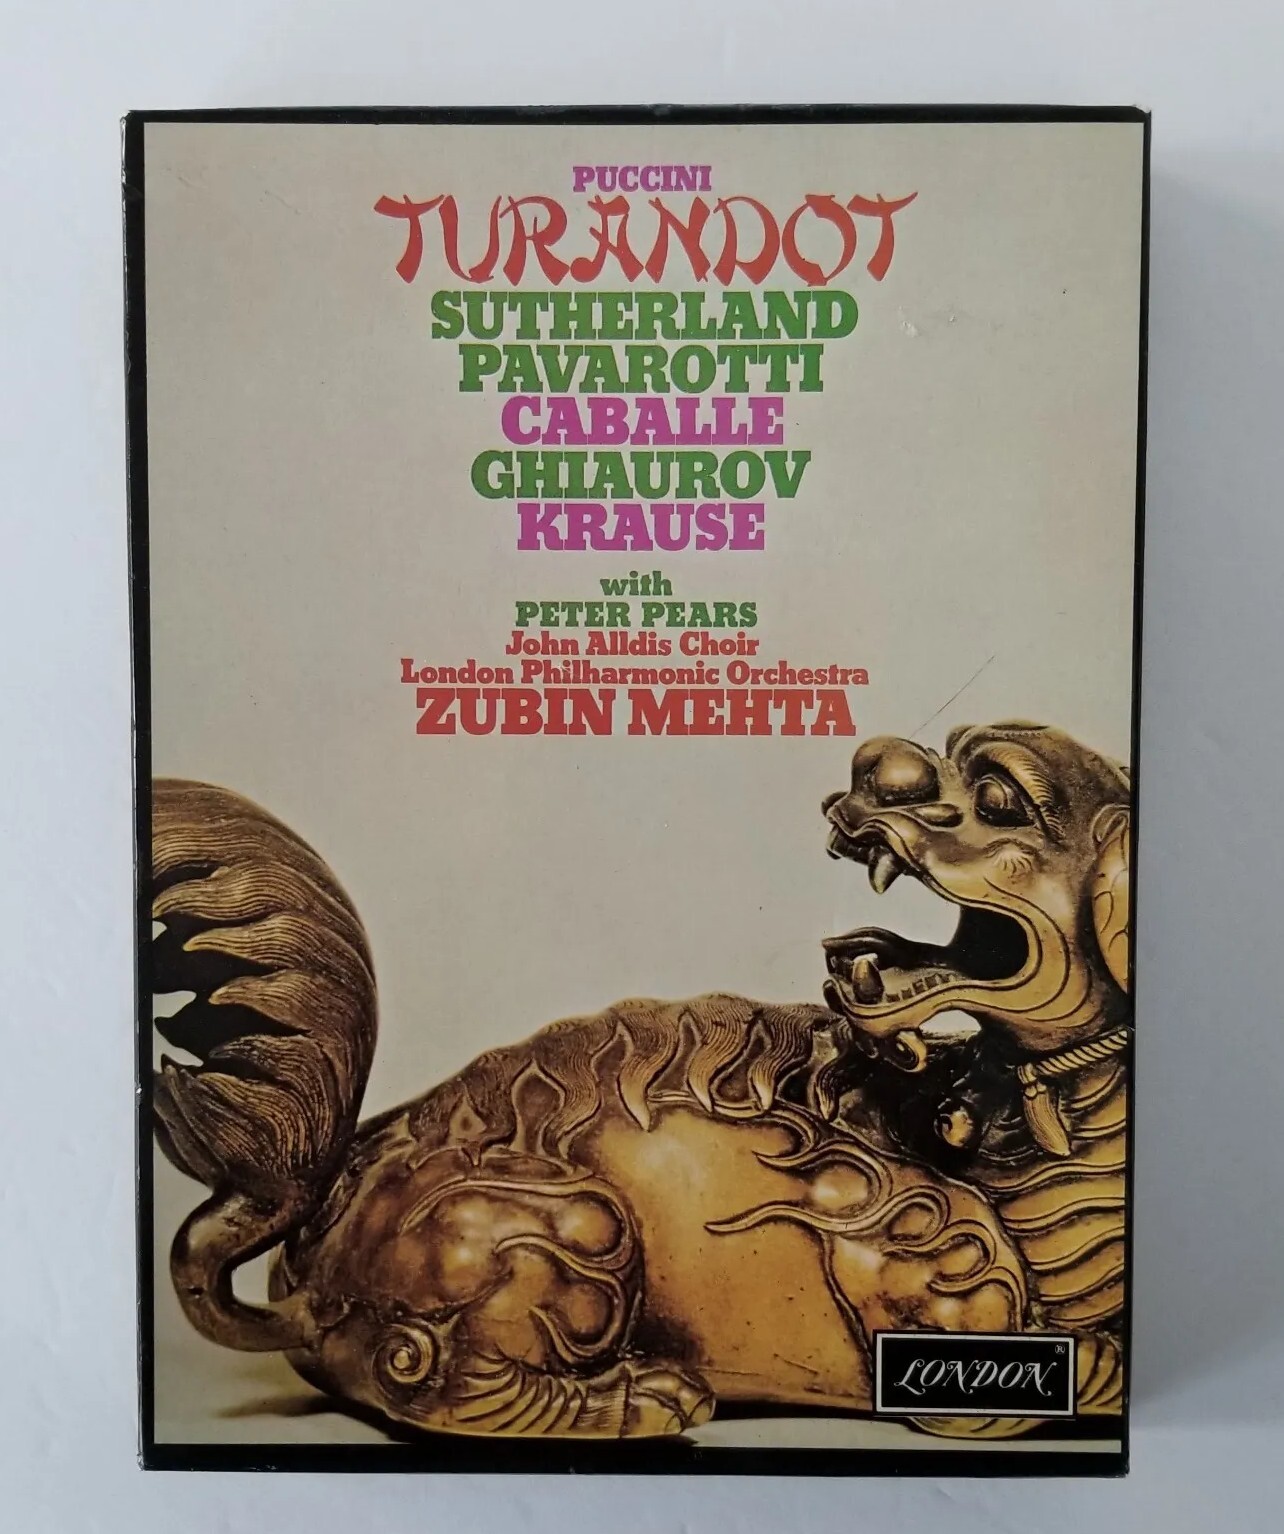 PUCCINI
TURANDOT
SUTHERLAND
PAVAROTTI
CABALLE
GHIAUROV
KRAUSE
with
PETER PEARS
John Alldis Choir
London Philharmonic Orchestra
ZUBIN MEHTA
LONDON ®